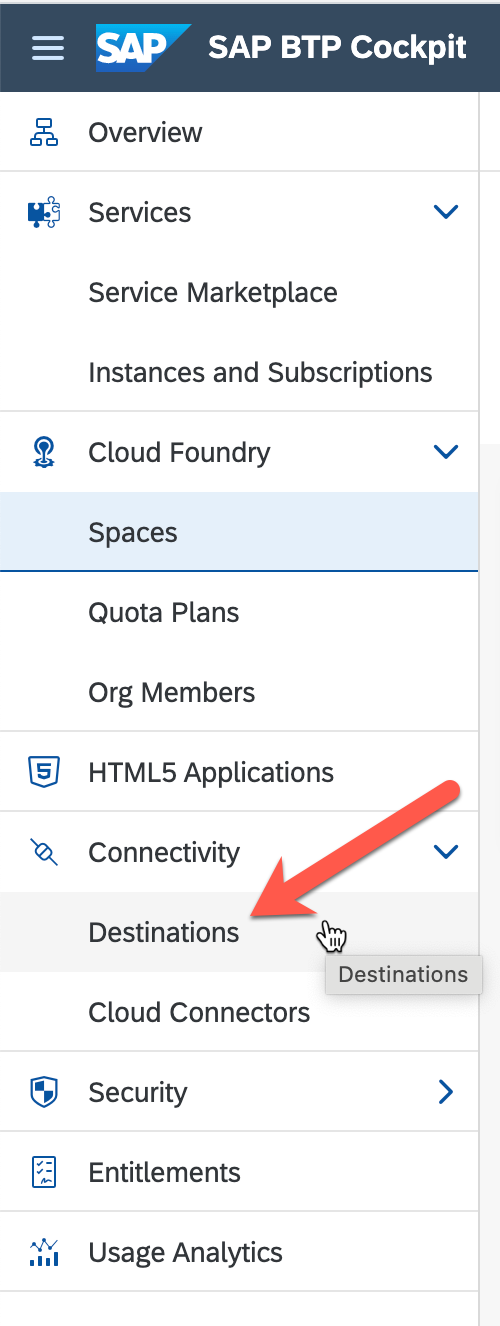 SAP SAP BTP Cockpit
Overview
Services
Service Marketplace
Instances and Subscriptions
Cloud Foundry
Spaces
Quota Plans
Org Members
5 HTML5 Applications
Connectivity
Destinations
Destinations
Cloud Connectors
Security
Entitlements
Usage Analytics